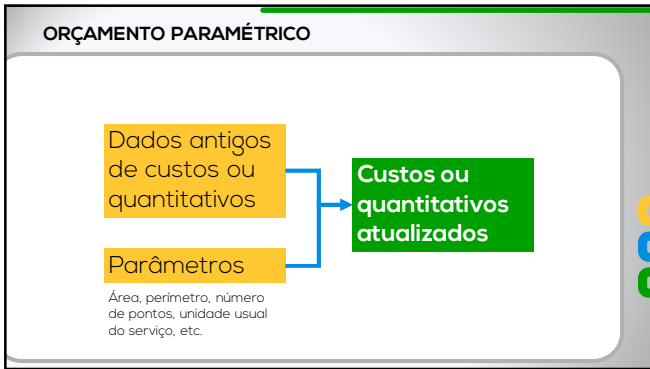 ORÇAMENTO PARAMÉTRICO
Dados antigos
de custos ou
quantitativos
Custos ou
quantitativos
atualizados
Parâmetros
Área, perímetro, número
de pontos, unidade usual
do serviço, etc.